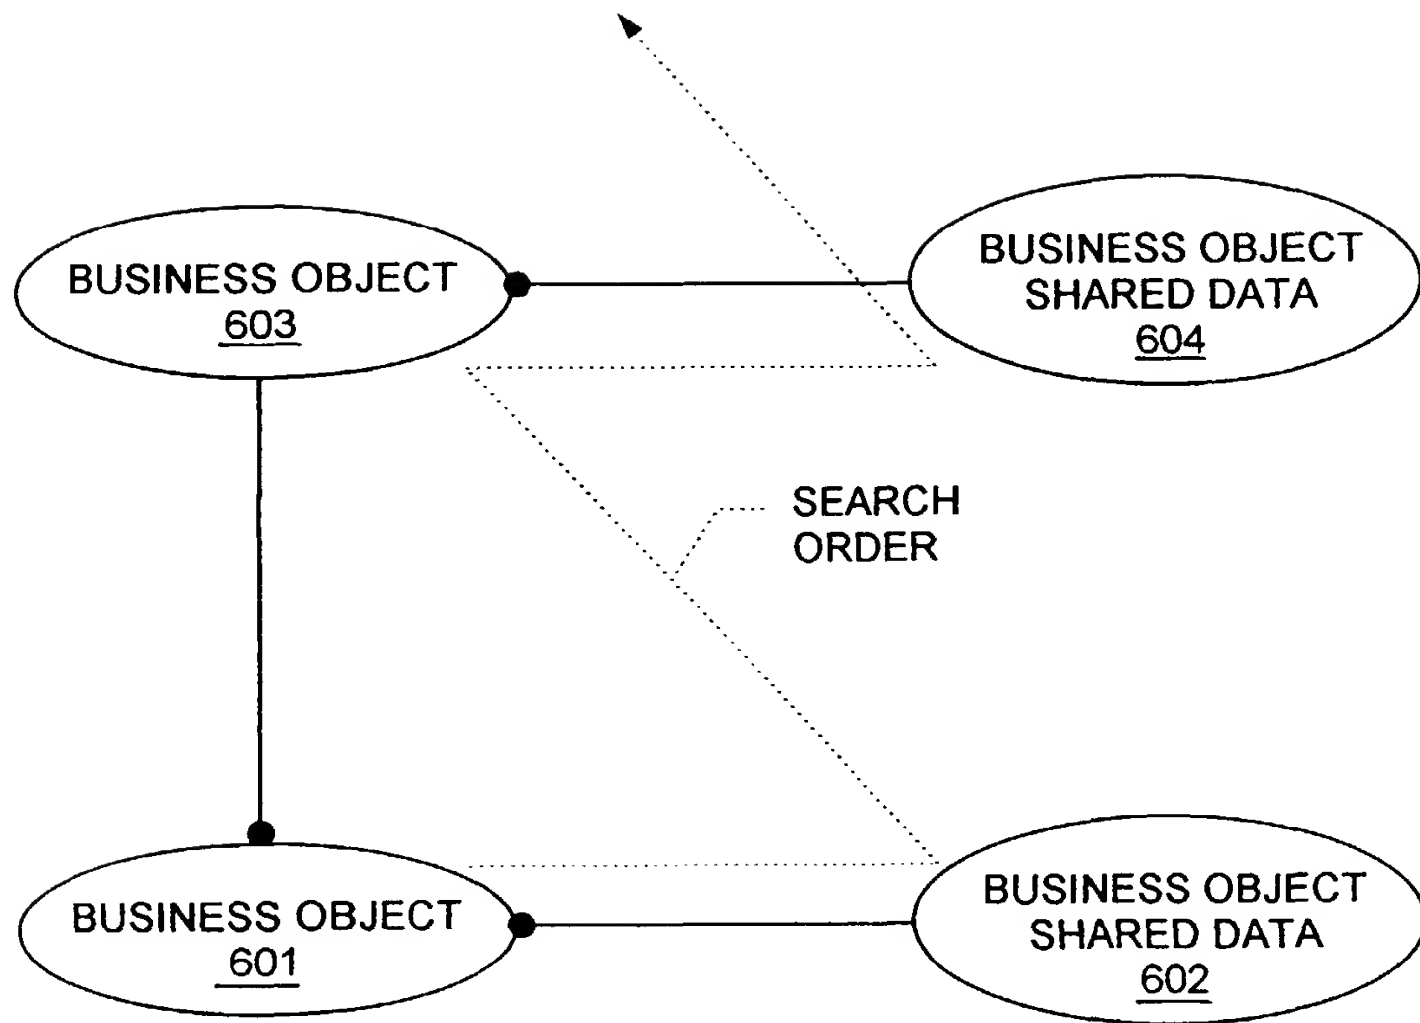 BUSINESS OBJECT
603
BUSINESS OBJECT
SHARED DATA
604
SEARCH
ORDER
BUSINESS OBJECT
601
BUSINESS OBJECT
SHARED DATA
602